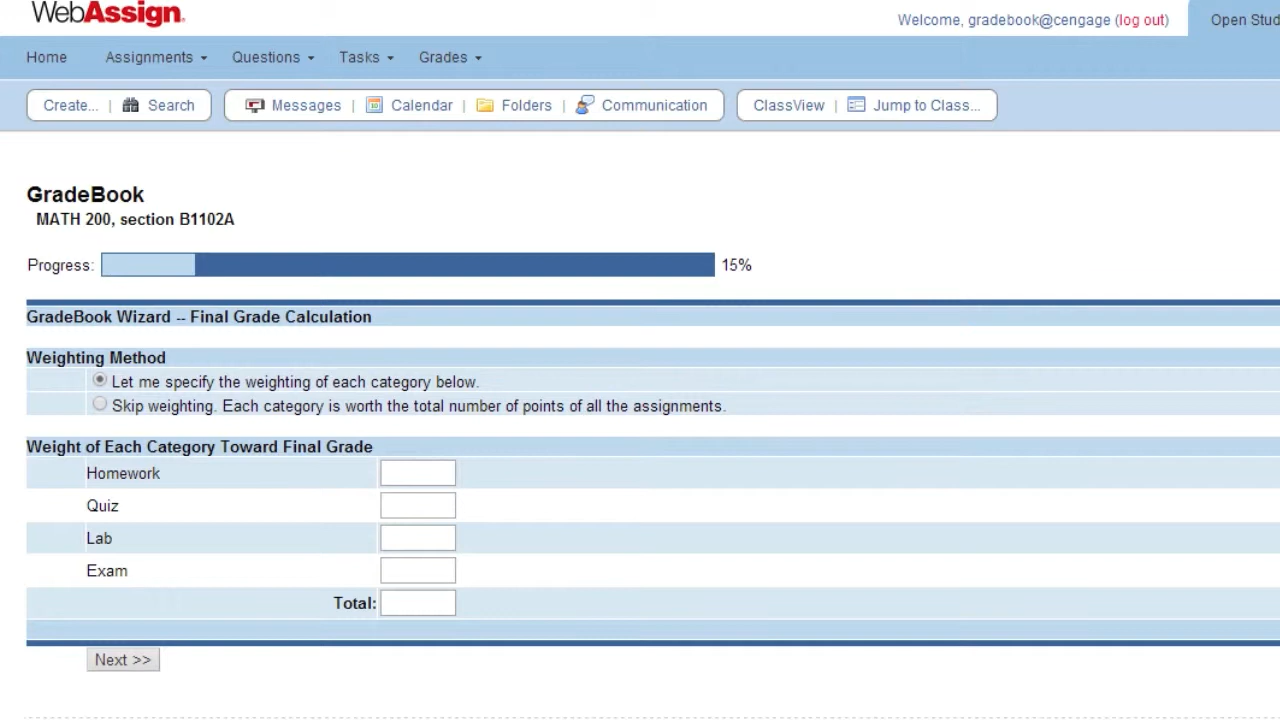 WebAssign.
Welcome, gradebook@cengage (log out)
Open Stud
Home Assignments Questions Tasks Grades
Create... | Search
Messages | Calendar | Folders | Communication
ClassView | Jump to Class...
GradeBook
MATH 200, section B1102A
Progress: 15%
GradeBook Wizard -- Final Grade Calculation
Weighting Method
Let me specify the weighting of each category below.
Skip weighting. Each category is worth the total number of points of all the assignments.
Weight of Each Category Toward Final Grade
Homework
Quiz
Lab
Exam
Total:
Next >>